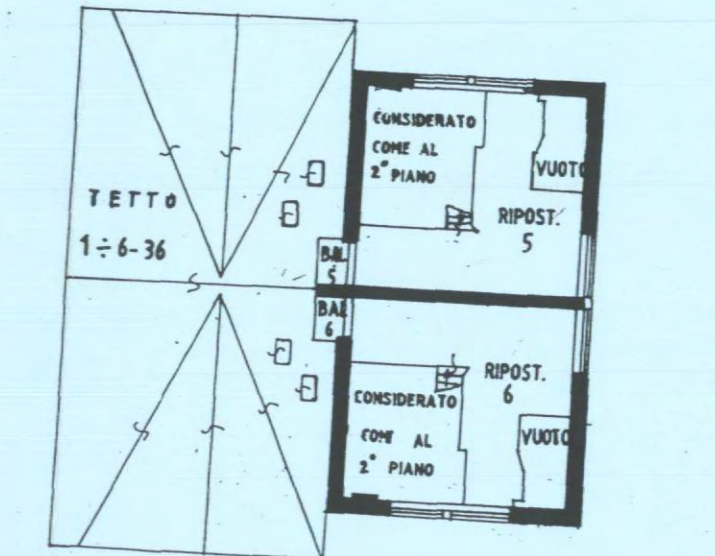 TETTO
1÷6-36
CONSIDERATO
COME AL
2° PIANO
VUOTO
RIPOST.
5
BAL
5
BAL
6
RIPOST.
6
CONSIDERATO
COME AL
2° PIANO
VUOTO